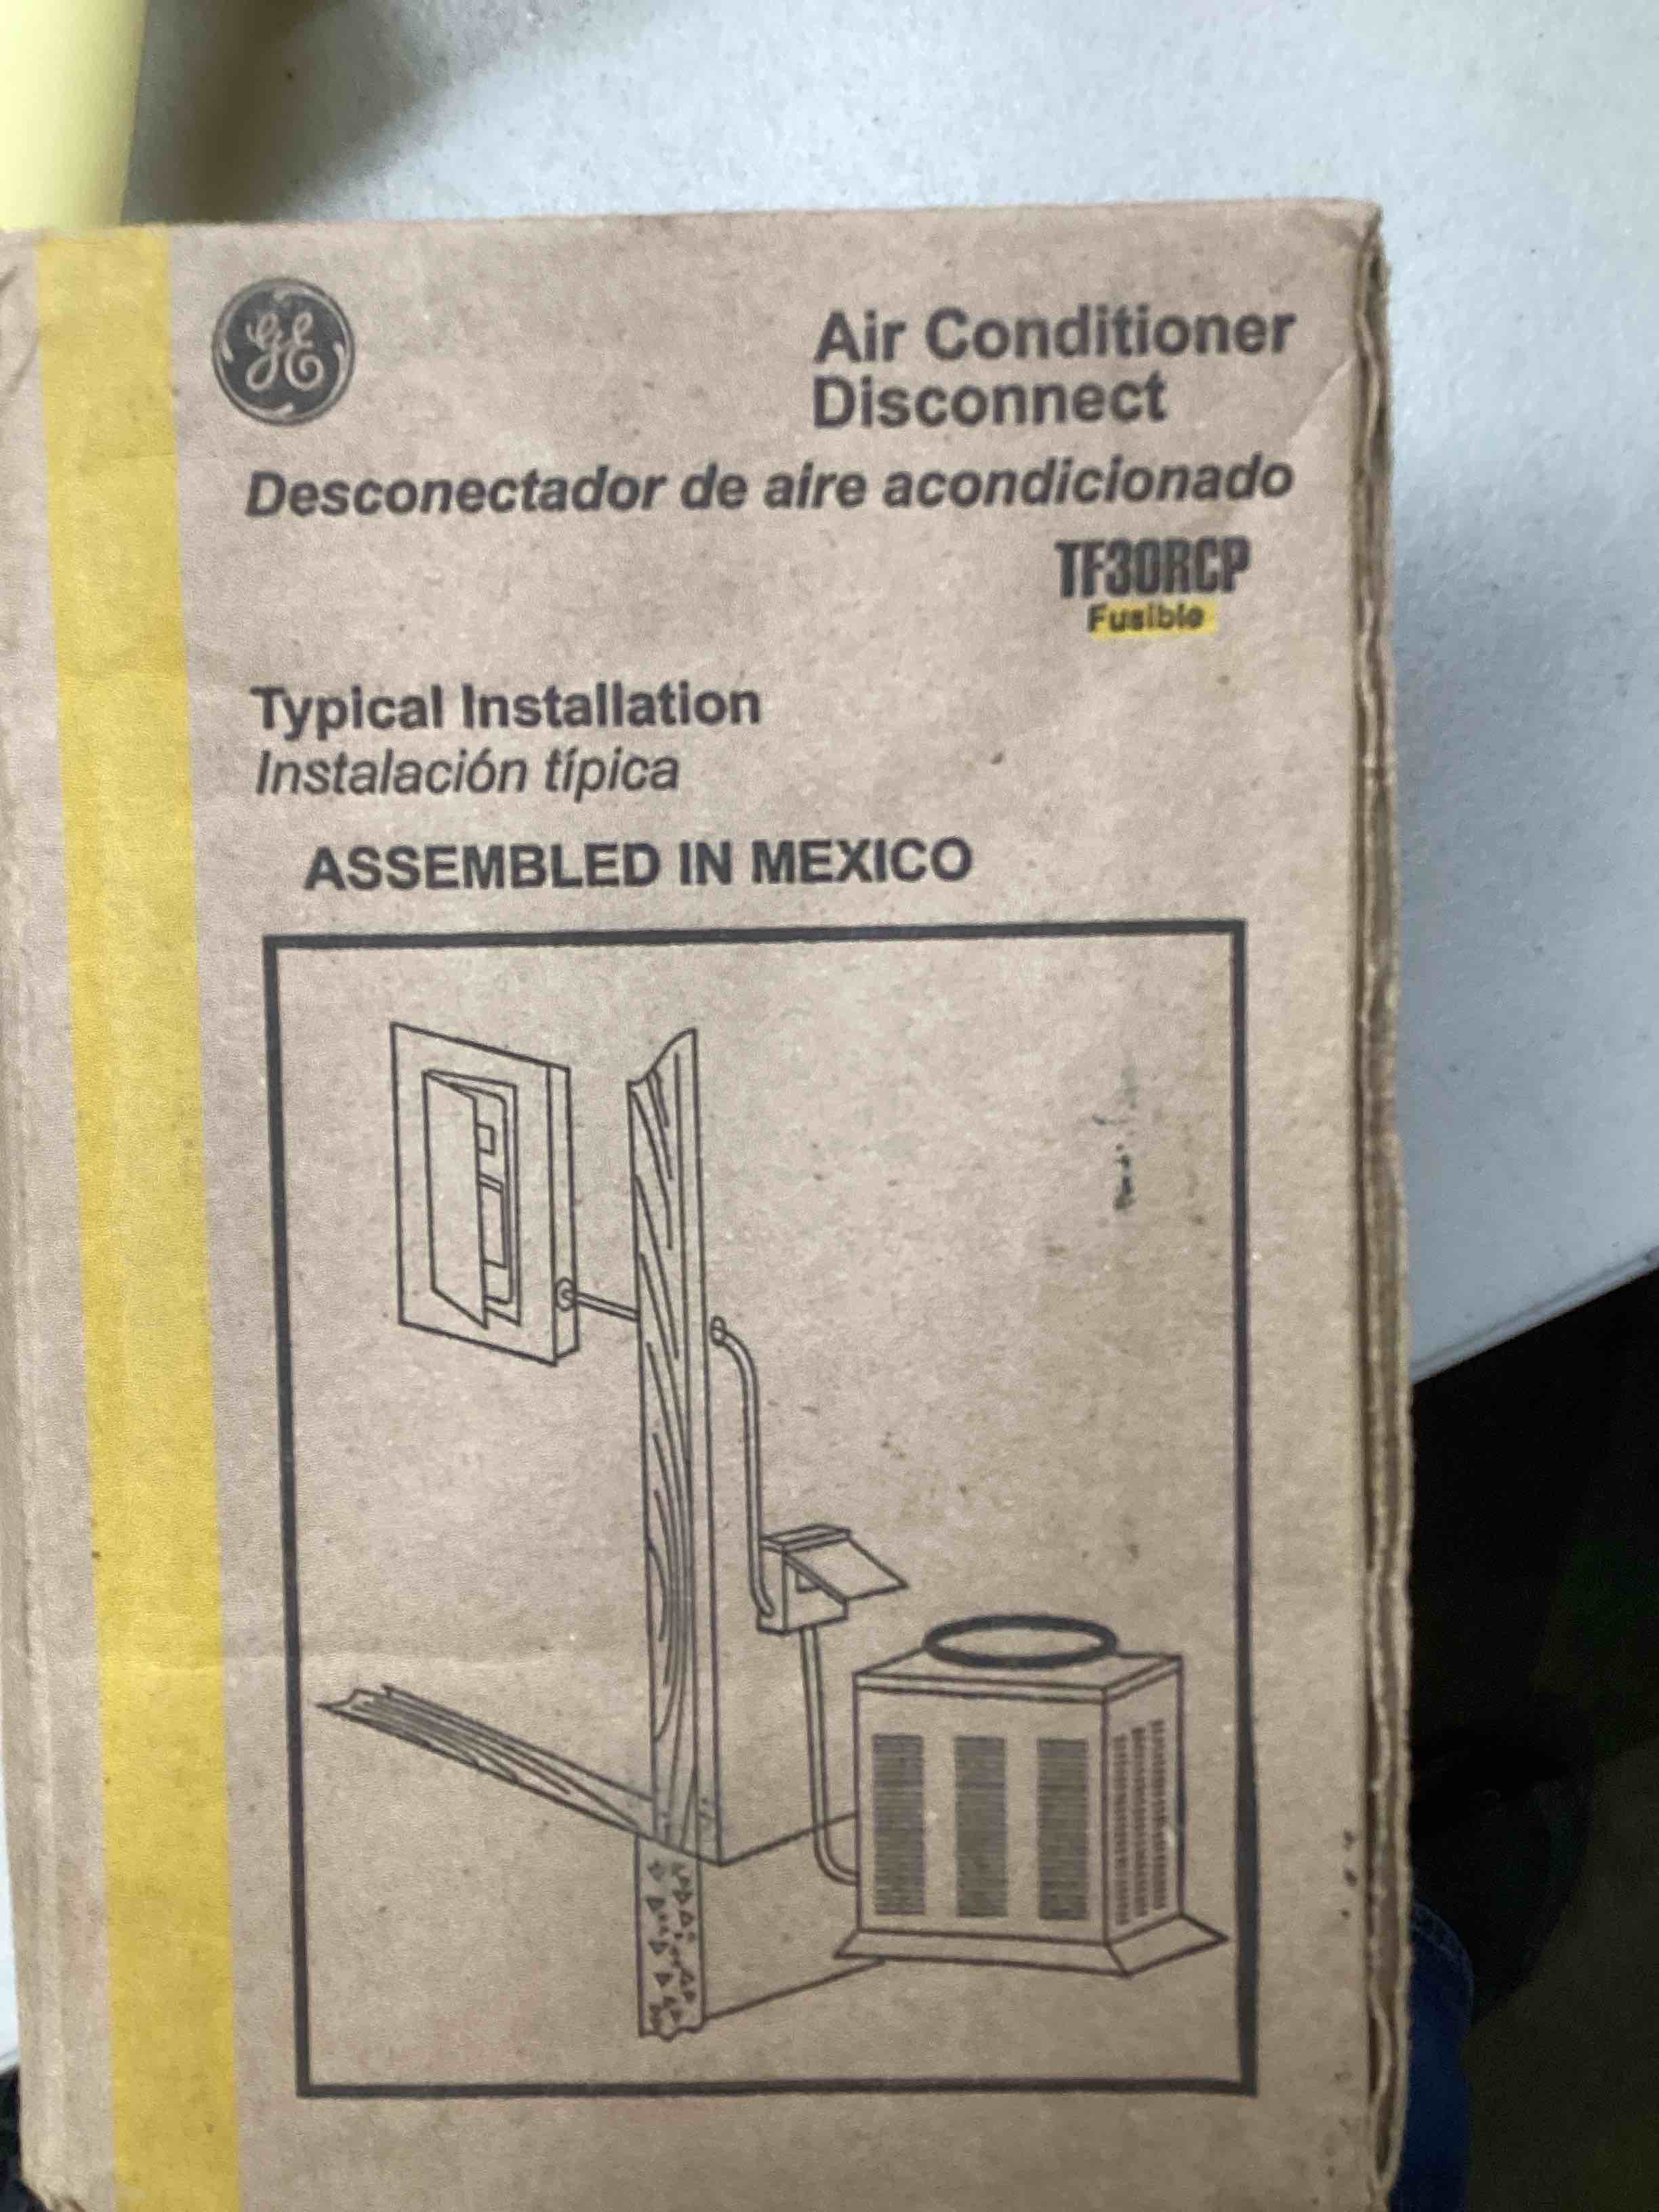 GE
Air Conditioner
Disconnect
Desconectador de aire acondicionado
TF30RCP
Fusible
Typical Installation
Instalación típica
ASSEMBLED IN MEXICO